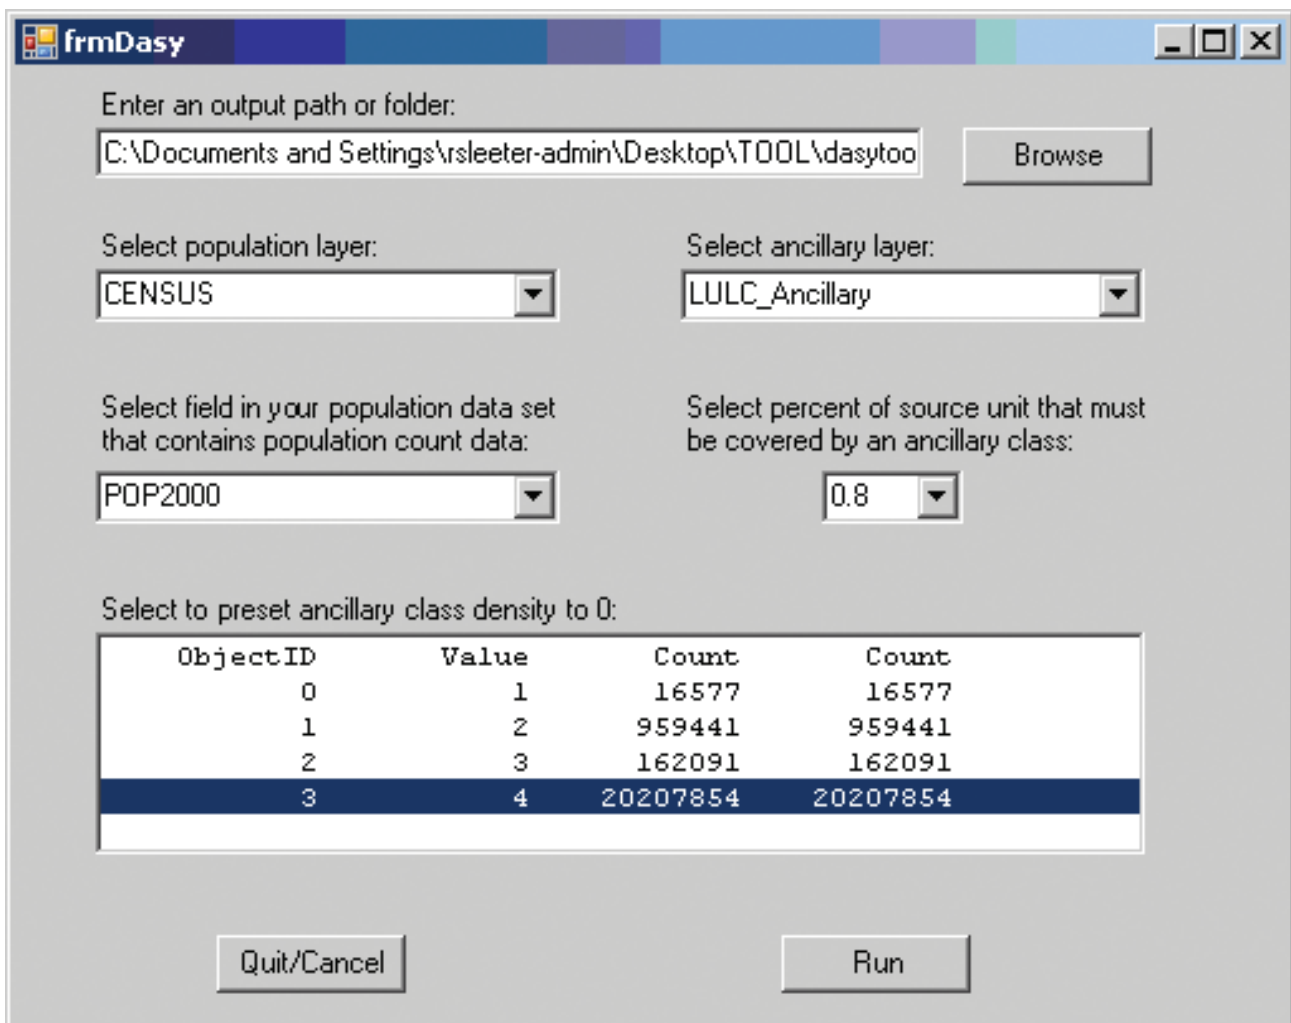 frmDasy
Enter an output path or folder:
C:\Documents and Settings\rsleeter-admin\Desktop\TOOL\dasytoo
Browse
Select population layer:
CENSUS
Select ancillary layer:
LULC_Ancillary
Select field in your population data set
that contains population count data:
POP2000
Select percent of source unit that must
be covered by an ancillary class:
0.8
Select to preset ancillary class density to 0:
ObjectID Value Count Count
0 1 16577 16577
1 2 959441 959441
2 3 162091 162091
3 4 20207854 20207854
Quit/Cancel
Run